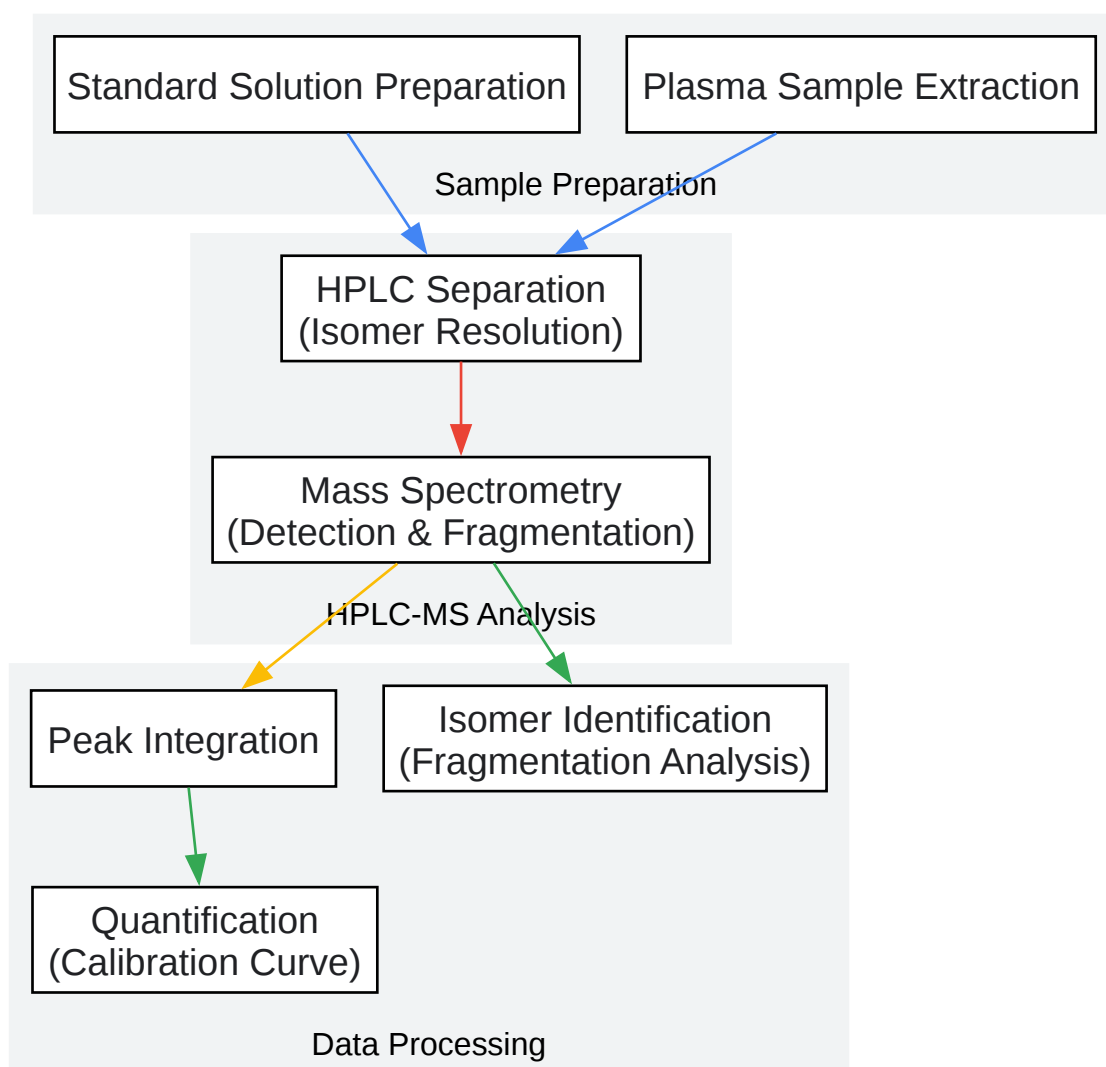 Standard Solution Preparation
Plasma Sample Extraction
Sample Preparation
HPLC Separation
(Isomer Resolution)
Mass Spectrometry
(Detection & Fragmentation)
HPLC-MS Analysis
Peak Integration
Isomer Identification
(Fragmentation Analysis)
Quantification
(Calibration Curve)
Data Processing